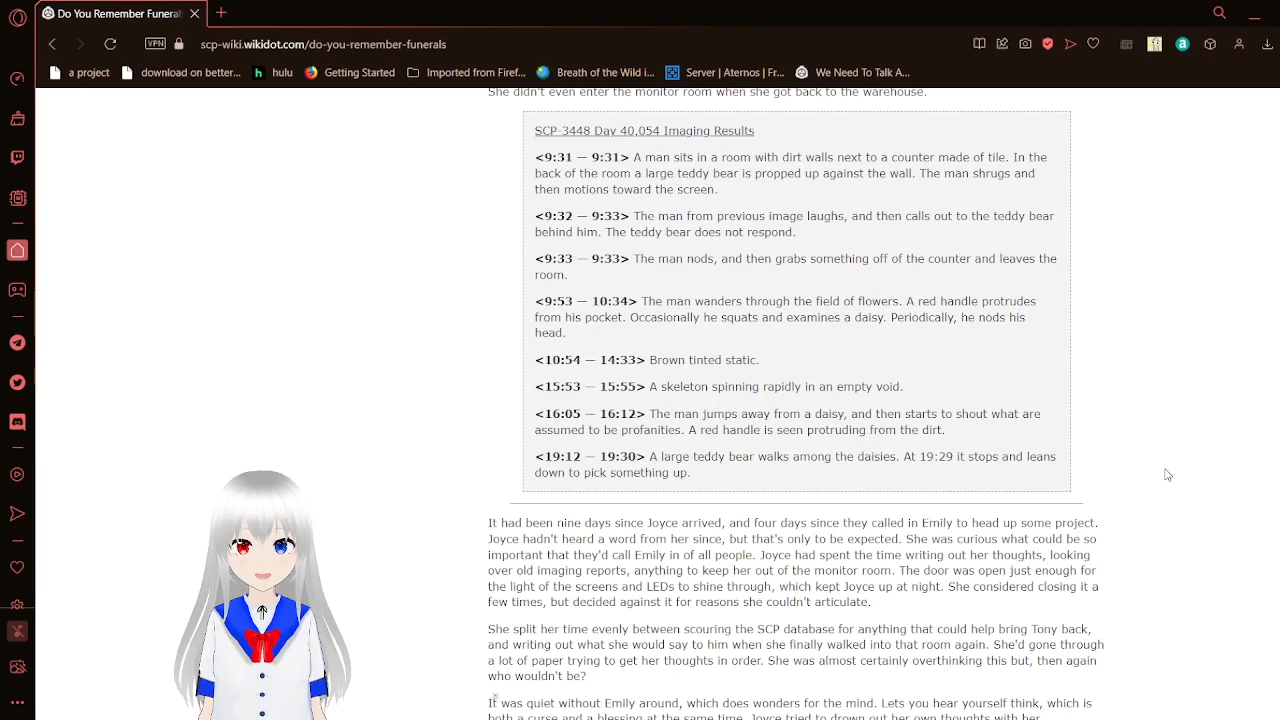 Do You Remember Funerals
scp-wiki.wikidot.com/do-you-remember-funerals
VPN
a project
download on better...
hulu
Getting Started
Imported from Firef...
Breath of the Wild i...
Server | Aternos | Fr...
We Need To Talk A...
She didn't even enter the monitor room when she got back to the warehouse.
SCP-3448 Day 40,054 Imaging Results
<9:31 — 9:31> A man sits in a room with dirt walls next to a counter made of tile. In the
back of the room a large teddy bear is propped up against the wall. The man shrugs and
then motions toward the screen.
<9:32 — 9:33> The man from previous image laughs, and then calls out to the teddy bear
behind him. The teddy bear does not respond.
<9:33 — 9:33> The man nods, and then grabs something off of the counter and leaves the
room.
<9:53 — 10:34> The man wanders through the field of flowers. A red handle protrudes
from his pocket. Occasionally he squats and examines a daisy. Periodically, he nods his
head.
<10:54 — 14:33> Brown tinted static.
<15:53 — 15:55> A skeleton spinning rapidly in an empty void.
<16:05 — 16:12> The man jumps away from a daisy, and then starts to shout what are
assumed to be profanities. A red handle is seen protruding from the dirt.
<19:12 — 19:30> A large teddy bear walks among the daisies. At 19:29 it stops and leans
down to pick something up.
It had been nine days since Joyce arrived, and four days since they called in Emily to head up some project.
Joyce hadn't heard a word from her since, but that's only to be expected. She was curious what could be so
important that they'd call Emily in of all people. Joyce had spent the time writing out her thoughts, looking
over old imaging reports, anything to keep her out of the monitor room. The door was open just enough for
the light of the screens and LEDs to shine through, which kept Joyce up at night. She considered closing it a
few times, but decided against it for reasons she couldn't articulate.
She split her time evenly between scouring the SCP database for anything that could help bring Tony back,
and writing out what she would say to him when she finally walked into that room again. She'd gone through
a lot of paper trying to get her thoughts in order. She was almost certainly overthinking this but, then again
who wouldn't be?
It was quiet without Emily around, which does wonders for the mind. Lets you hear yourself think, which is
both a curse and a blessing at the same time. Joyce tried to drown out her own thoughts with her